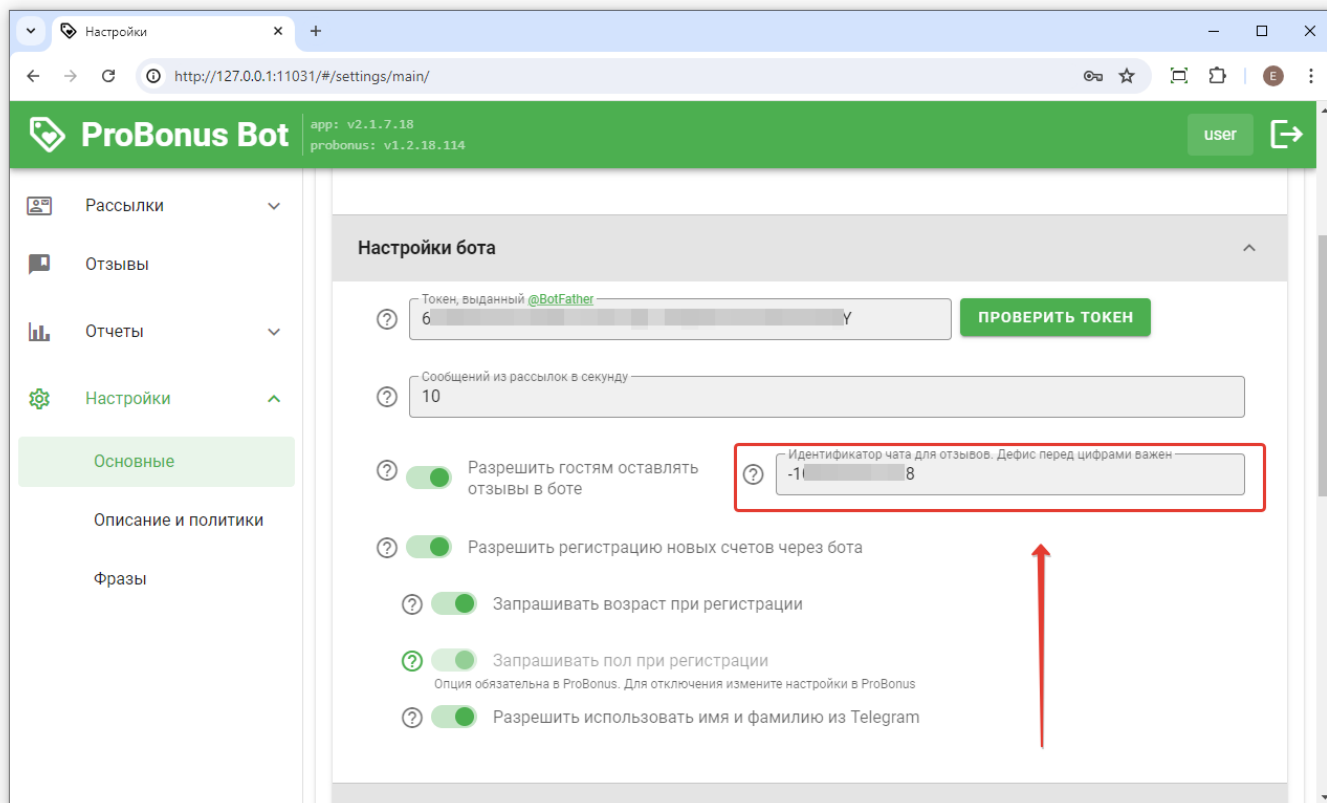 Настройки
http://127.0.0.1:11031/#/settings/main/
E
ProBonus Bot
app: v2.1.7.18
probonus: v1.2.18.114
user
Рассылки
Отзывы
Отчеты
Настройки
Основные
Описание и политики
Фразы
Настройки бота
Токен, выданный @BotFather
6 Y
ПРОВЕРИТЬ ТОКЕН
Сообщений из рассылок в секунду
10
Разрешить гостям оставлять
отзывы в боте
Идентификатор чата для отзывов. Дефис перед цифрами важен
-1 8
Разрешить регистрацию новых счетов через бота
Запрашивать возраст при регистрации
Запрашивать пол при регистрации
Опция обязательна в ProBonus. Для отключения измените настройки в ProBonus
Разрешить использовать имя и фамилию из Telegram